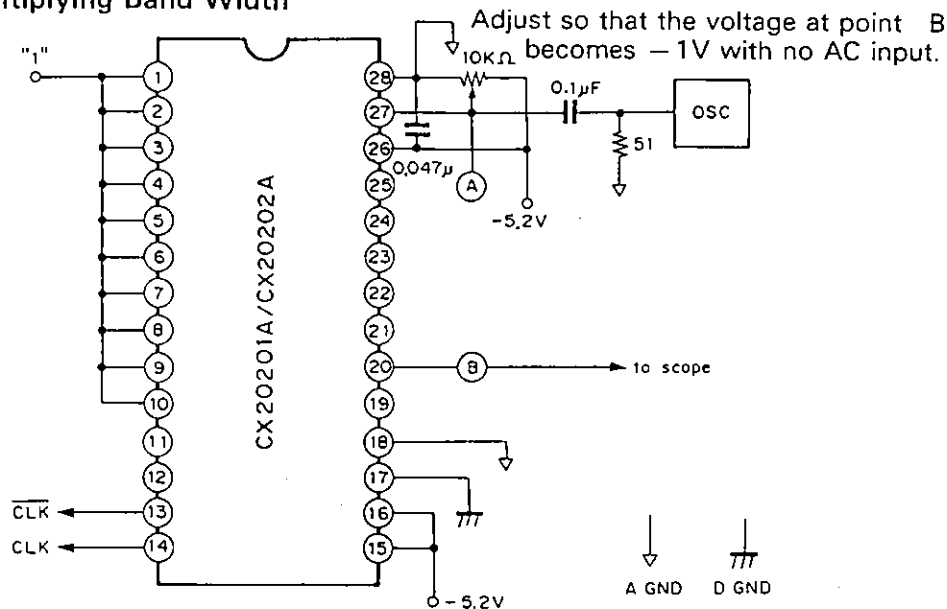 tiplying Band Width
Adjust so that the voltage at point B
becomes – 1V with no AC input.
"1"
10KΩ
0.1μF
OSC
51
0.047μ
A
-5.2V
CX20201A/CX20202A
1
2
3
4
5
6
7
8
9
10
11
12
13
14
28
27
26
25
24
23
22
21
20
19
18
17
16
15
B
to scope
CLK
CLK
-5.2V
A GND
D GND